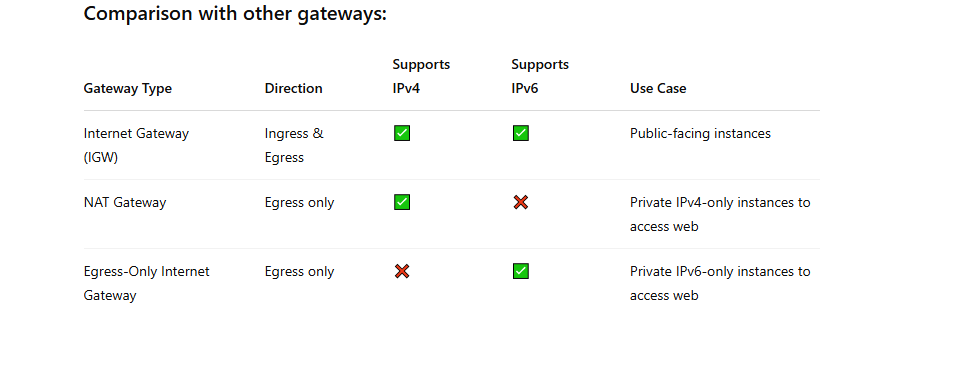 Comparison with other gateways:
Supports Supports
Gateway Type Direction IPv4 IPv6 Use Case
Internet Gateway Ingress & ✅ ✅ Public-facing instances
(IGW) Egress
NAT Gateway Egress only ✅ ❌ Private IPv4-only instances to
access web
Egress-Only Internet Egress only ❌ ✅ Private IPv6-only instances to
Gateway access web